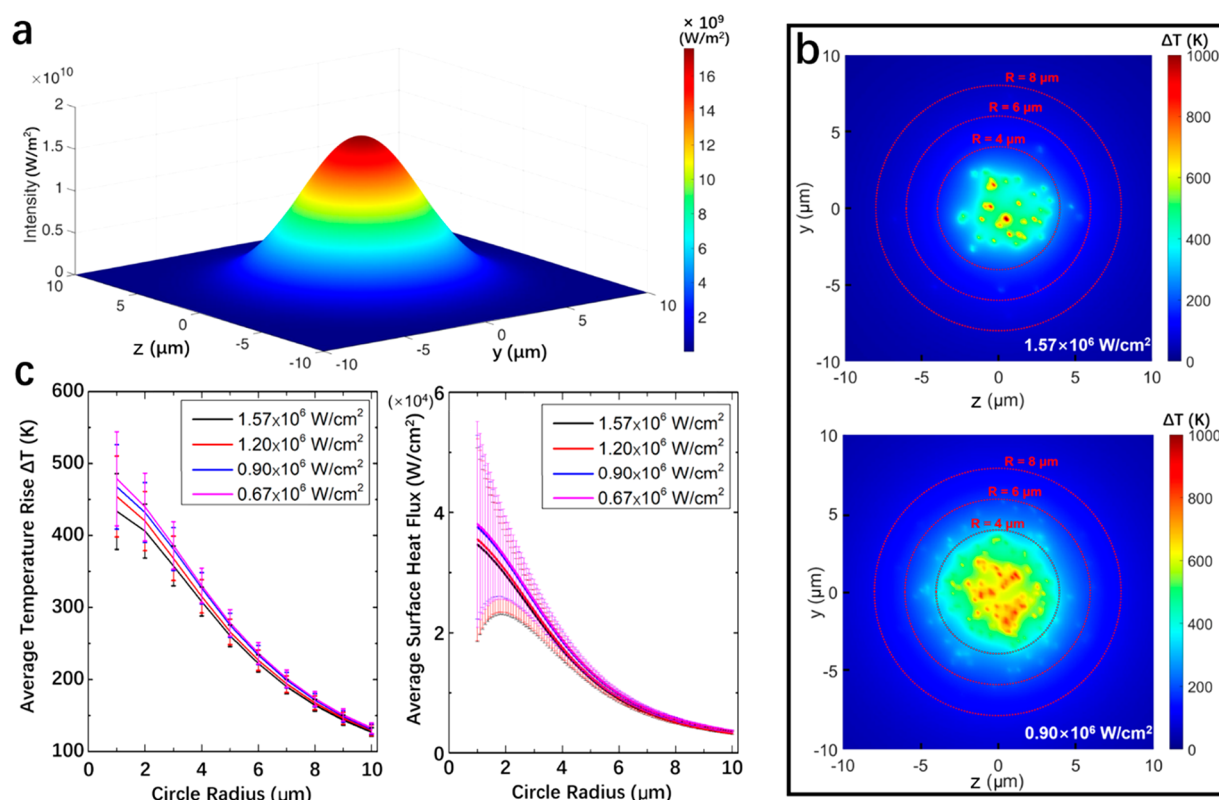 a
× 10⁹
(W/m²)
×10¹⁰
2
1.5
1
0.5
0
Intensity (W/m²)
10
5
0
-5
-10
z (μm)
-10
-5
0
5
10
y (μm)
16
14
12
10
8
6
4
2
b
ΔT (K)
10
5
0
-5
-10
y (μm)
R = 8 μm
R = 6 μm
R = 4 μm
1.57×10⁶ W/cm²
-10
-5
0
5
10
z (μm)
1000
800
600
400
200
0
ΔT (K)
10
5
0
-5
-10
y (μm)
R = 8 μm
R = 6 μm
R = 4 μm
0.90×10⁶ W/cm²
-10
-5
0
5
10
z (μm)
1000
800
600
400
200
0
c
600
500
450
400
350
300
250
200
150
100
Average Temperature Rise ΔT (K)
1.57×10⁶ W/cm²
1.20×10⁶ W/cm²
0.90×10⁶ W/cm²
0.67×10⁶ W/cm²
0
2
4
6
8
10
Circle Radius (μm)
(×10⁴)
6
4
2
0
Average Surface Heat Flux (W/cm²)
1.57×10⁶ W/cm²
1.20×10⁶ W/cm²
0.90×10⁶ W/cm²
0.67×10⁶ W/cm²
0
2
4
6
8
10
Circle Radius (μm)